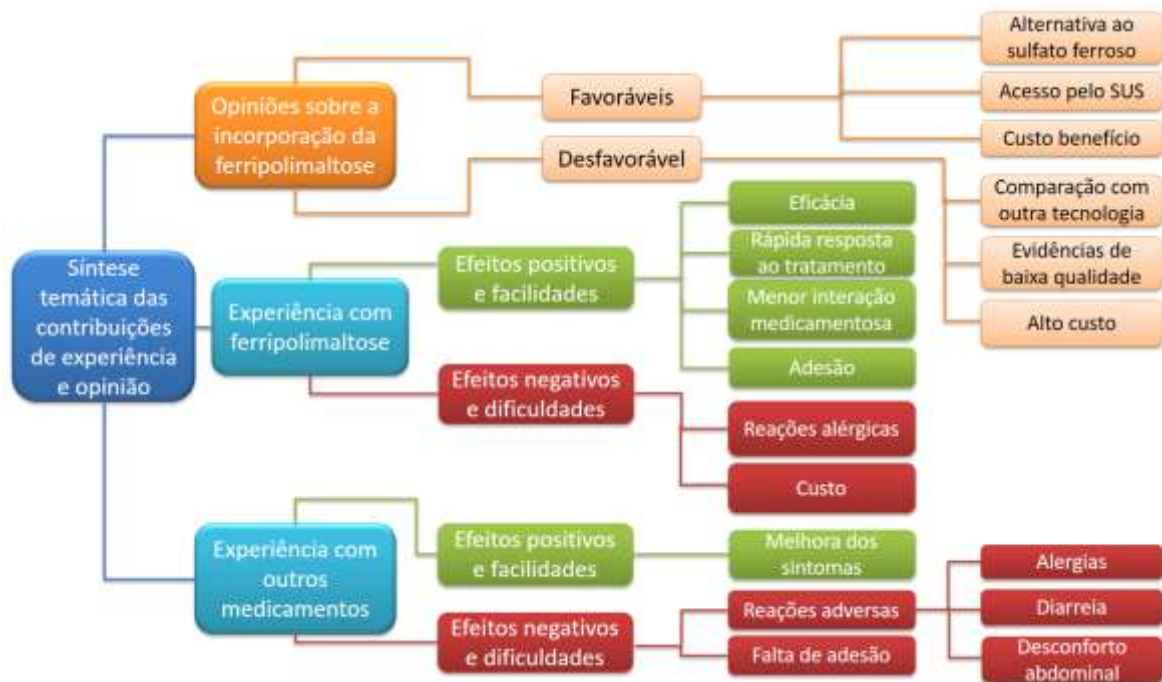 Síntese
temática das
contribuições
de experiência
e opinião
Opiniões sobre a
incorporação da
ferripolimaltose
Favoráveis
Alternativa ao
sulfato ferroso
Acesso pelo SUS
Custo benefício
Desfavorável
Comparação com
outra tecnologia
Evidências de
baixa qualidade
Alto custo
Experiência com
ferripolimaltose
Efeitos positivos
e facilidades
Eficácia
Rápida resposta
ao tratamento
Menor interação
medicamentosa
Adesão
Efeitos negativos
e dificuldades
Reações alérgicas
Custo
Experiência com
outros
medicamentos
Efeitos positivos
e facilidades
Melhora dos
sintomas
Efeitos negativos
e dificuldades
Reações adversas
Alergias
Diarreia
Desconforto
abdominal
Falta de adesão